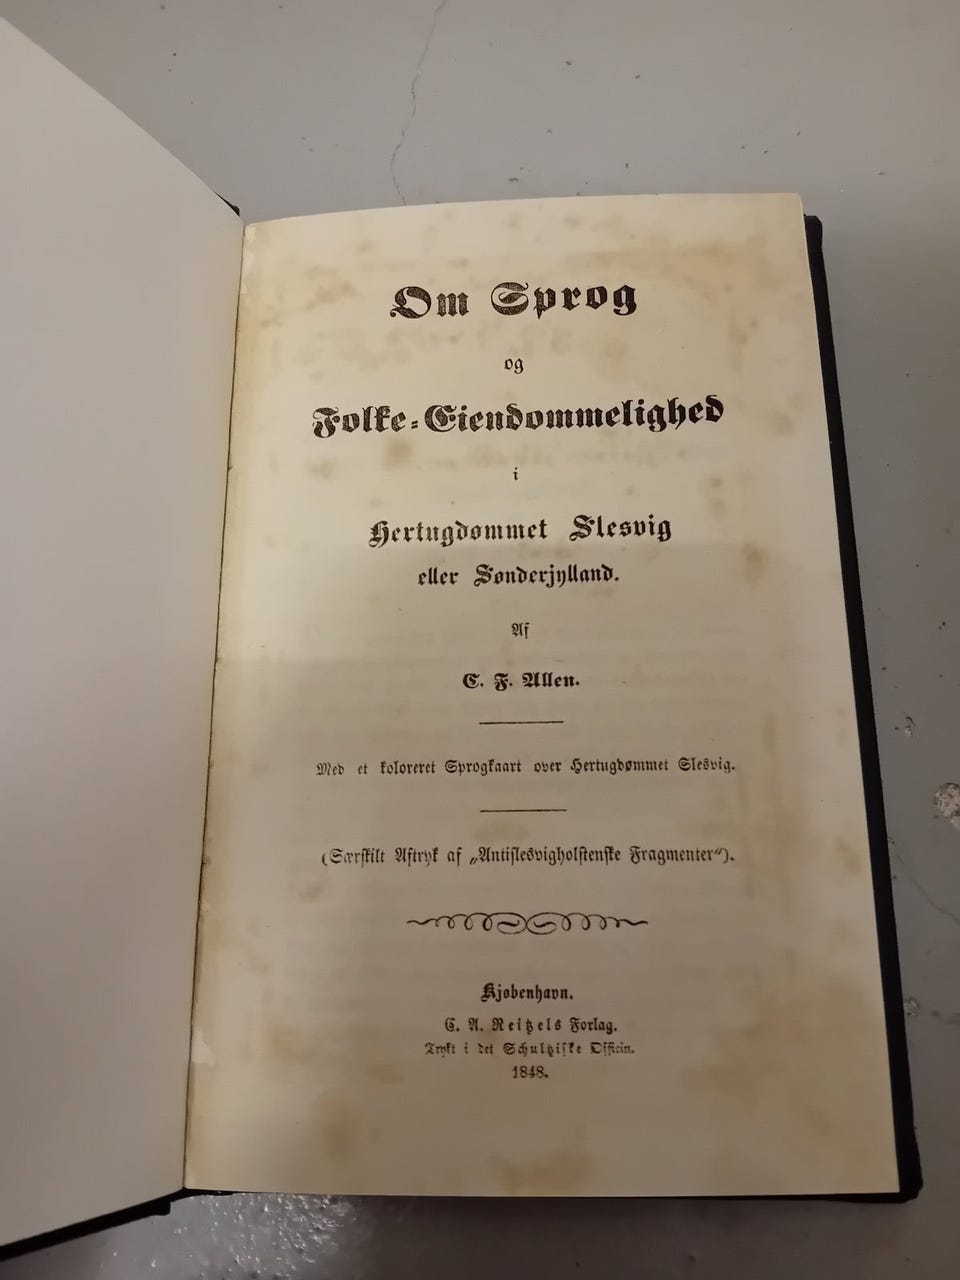 Om Sprog
og
Folke-Eiendommelighed
i
Hertugdømmet Slesvig
eller Sønderjylland.
Af
C. F. Allen.
Med et koloreret Sprogkaart over Hertugdømmet Slesvig.
(Særskilt Aftryk af „Antislesvigholstenske Fragmenter“).
Kjøbenhavn.
C. A. Reitzels Forlag.
Trykt i det Schultziske Officin.
1848.